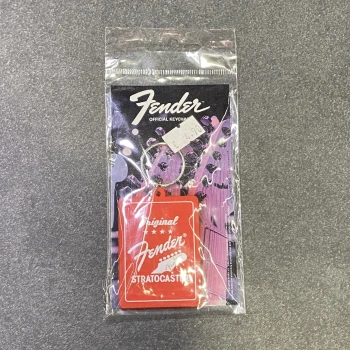 Fender®
OFFICIAL KEYCHAIN
Original
Fender®
STRATOCASTER